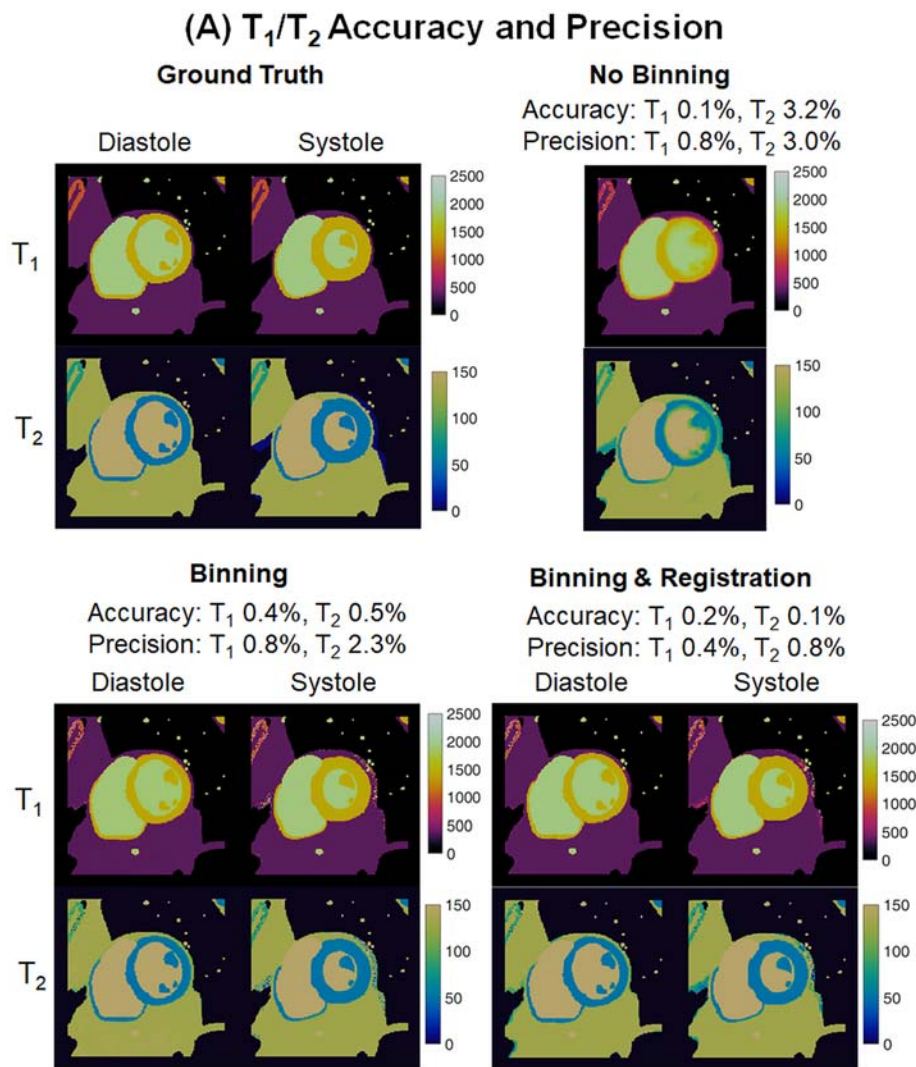 (A) T₁/T₂ Accuracy and Precision
Ground Truth
Diastole Systole
No Binning
Accuracy: T₁ 0.1%, T₂ 3.2%
Precision: T₁ 0.8%, T₂ 3.0%
T₁
2500
2000
1500
1000
500
0
2500
2000
1500
1000
500
0
T₂
150
100
50
0
150
100
50
0
Binning
Accuracy: T₁ 0.4%, T₂ 0.5%
Precision: T₁ 0.8%, T₂ 2.3%
Diastole Systole
Binning & Registration
Accuracy: T₁ 0.2%, T₂ 0.1%
Precision: T₁ 0.4%, T₂ 0.8%
Diastole Systole
T₁
2500
2000
1500
1000
500
0
2500
2000
1500
1000
500
0
T₂
150
100
50
0
150
100
50
0